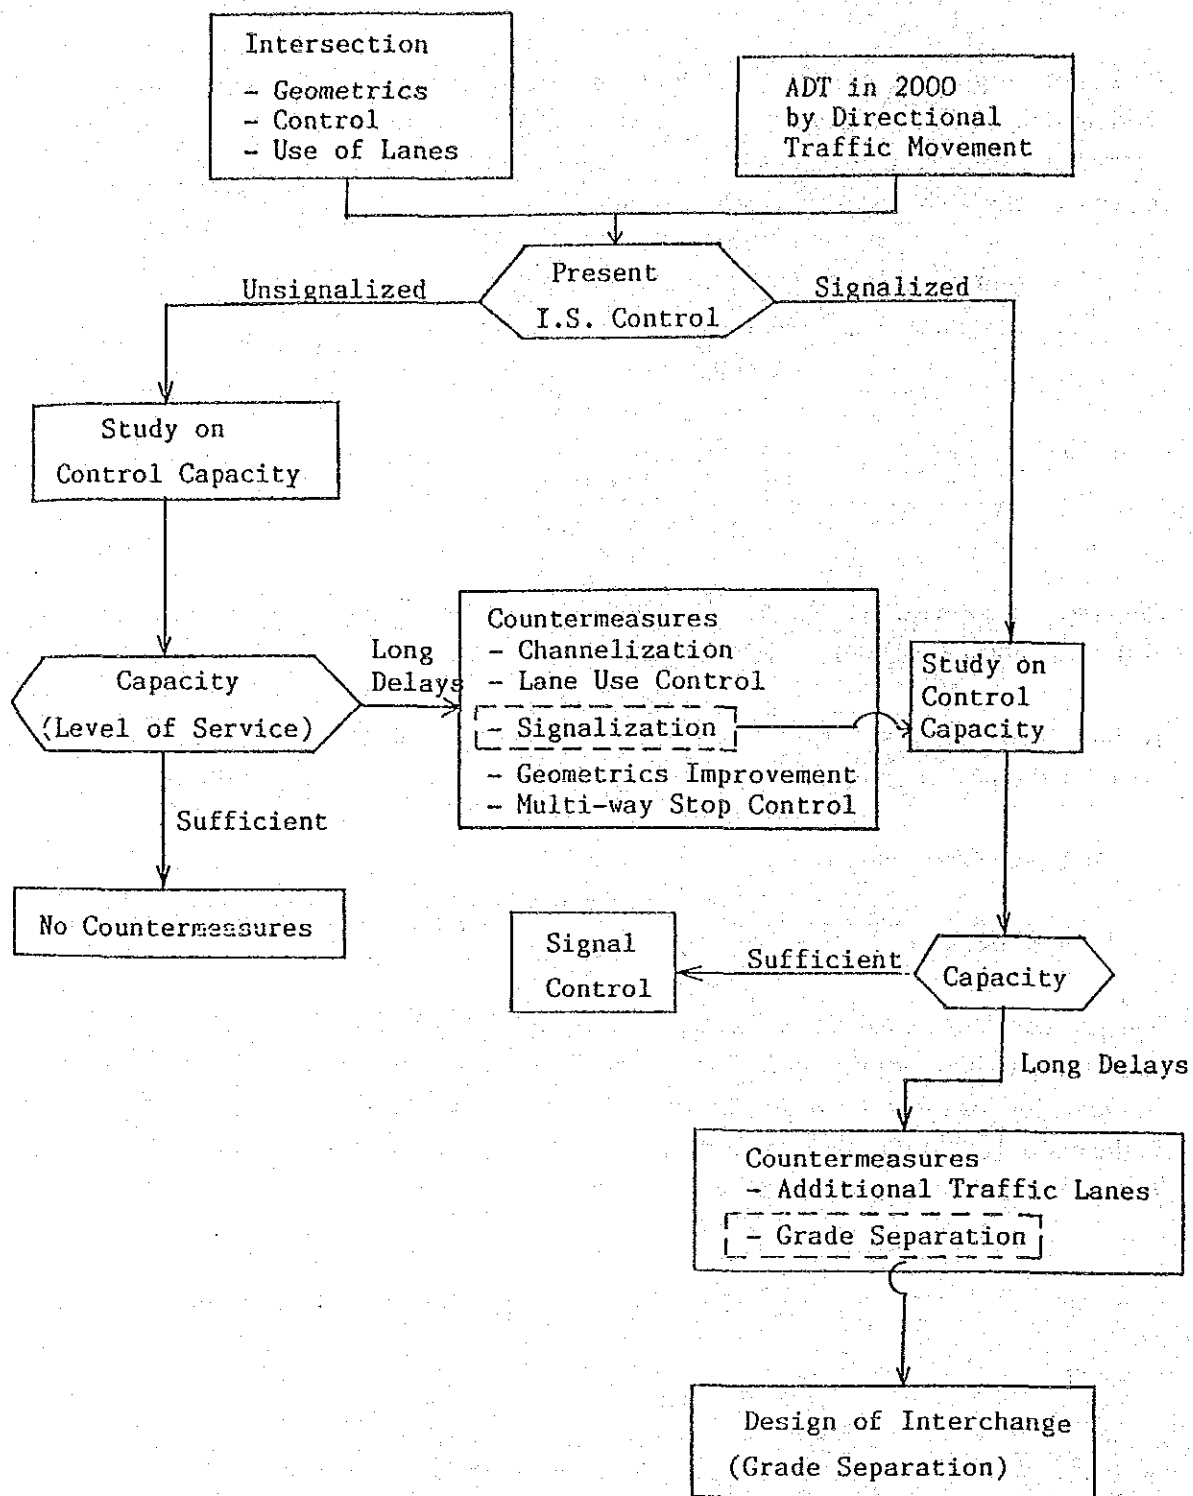 Intersection
- Geometrics
- Control
- Use of Lanes
ADT in 2000
by Directional
Traffic Movement
Present
I.S. Control
Unsignalized
Signalized
Study on
Control Capacity
Capacity
(Level of Service)
Long
Delays
Sufficient
No Countermeasures
Countermeasures
- Channelization
- Lane Use Control
- Signalization
- Geometrics Improvement
- Multi-way Stop Control
Study on
Control
Capacity
Capacity
Sufficient
Signal
Control
Long Delays
Countermeasures
- Additional Traffic Lanes
- Grade Separation
Design of Interchange
(Grade Separation)